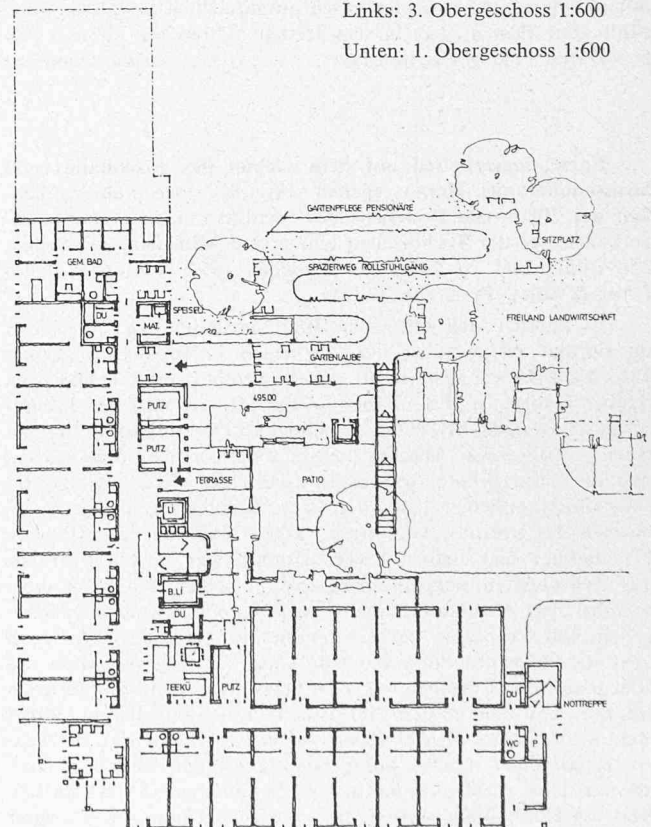 Links: 3. Obergeschoss 1:600
Unten: 1. Obergeschoss 1:600
GARTENPFLEGE PENSIONÄRE
SITZPLATZ
GEM. BAD
SPAZIERWEG ROLLSTUHLGÄNGIG
DU
MAT.
SPEISELI
FREILAND LANDWIRTSCHAFT
GARTENLAUBE
PUTZ
495.00
PUTZ
TERRASSE
PATIO
LI
B.LI
DU
T
TEEKÜ
PUTZ
DU
NOTTREPPE
WC
P